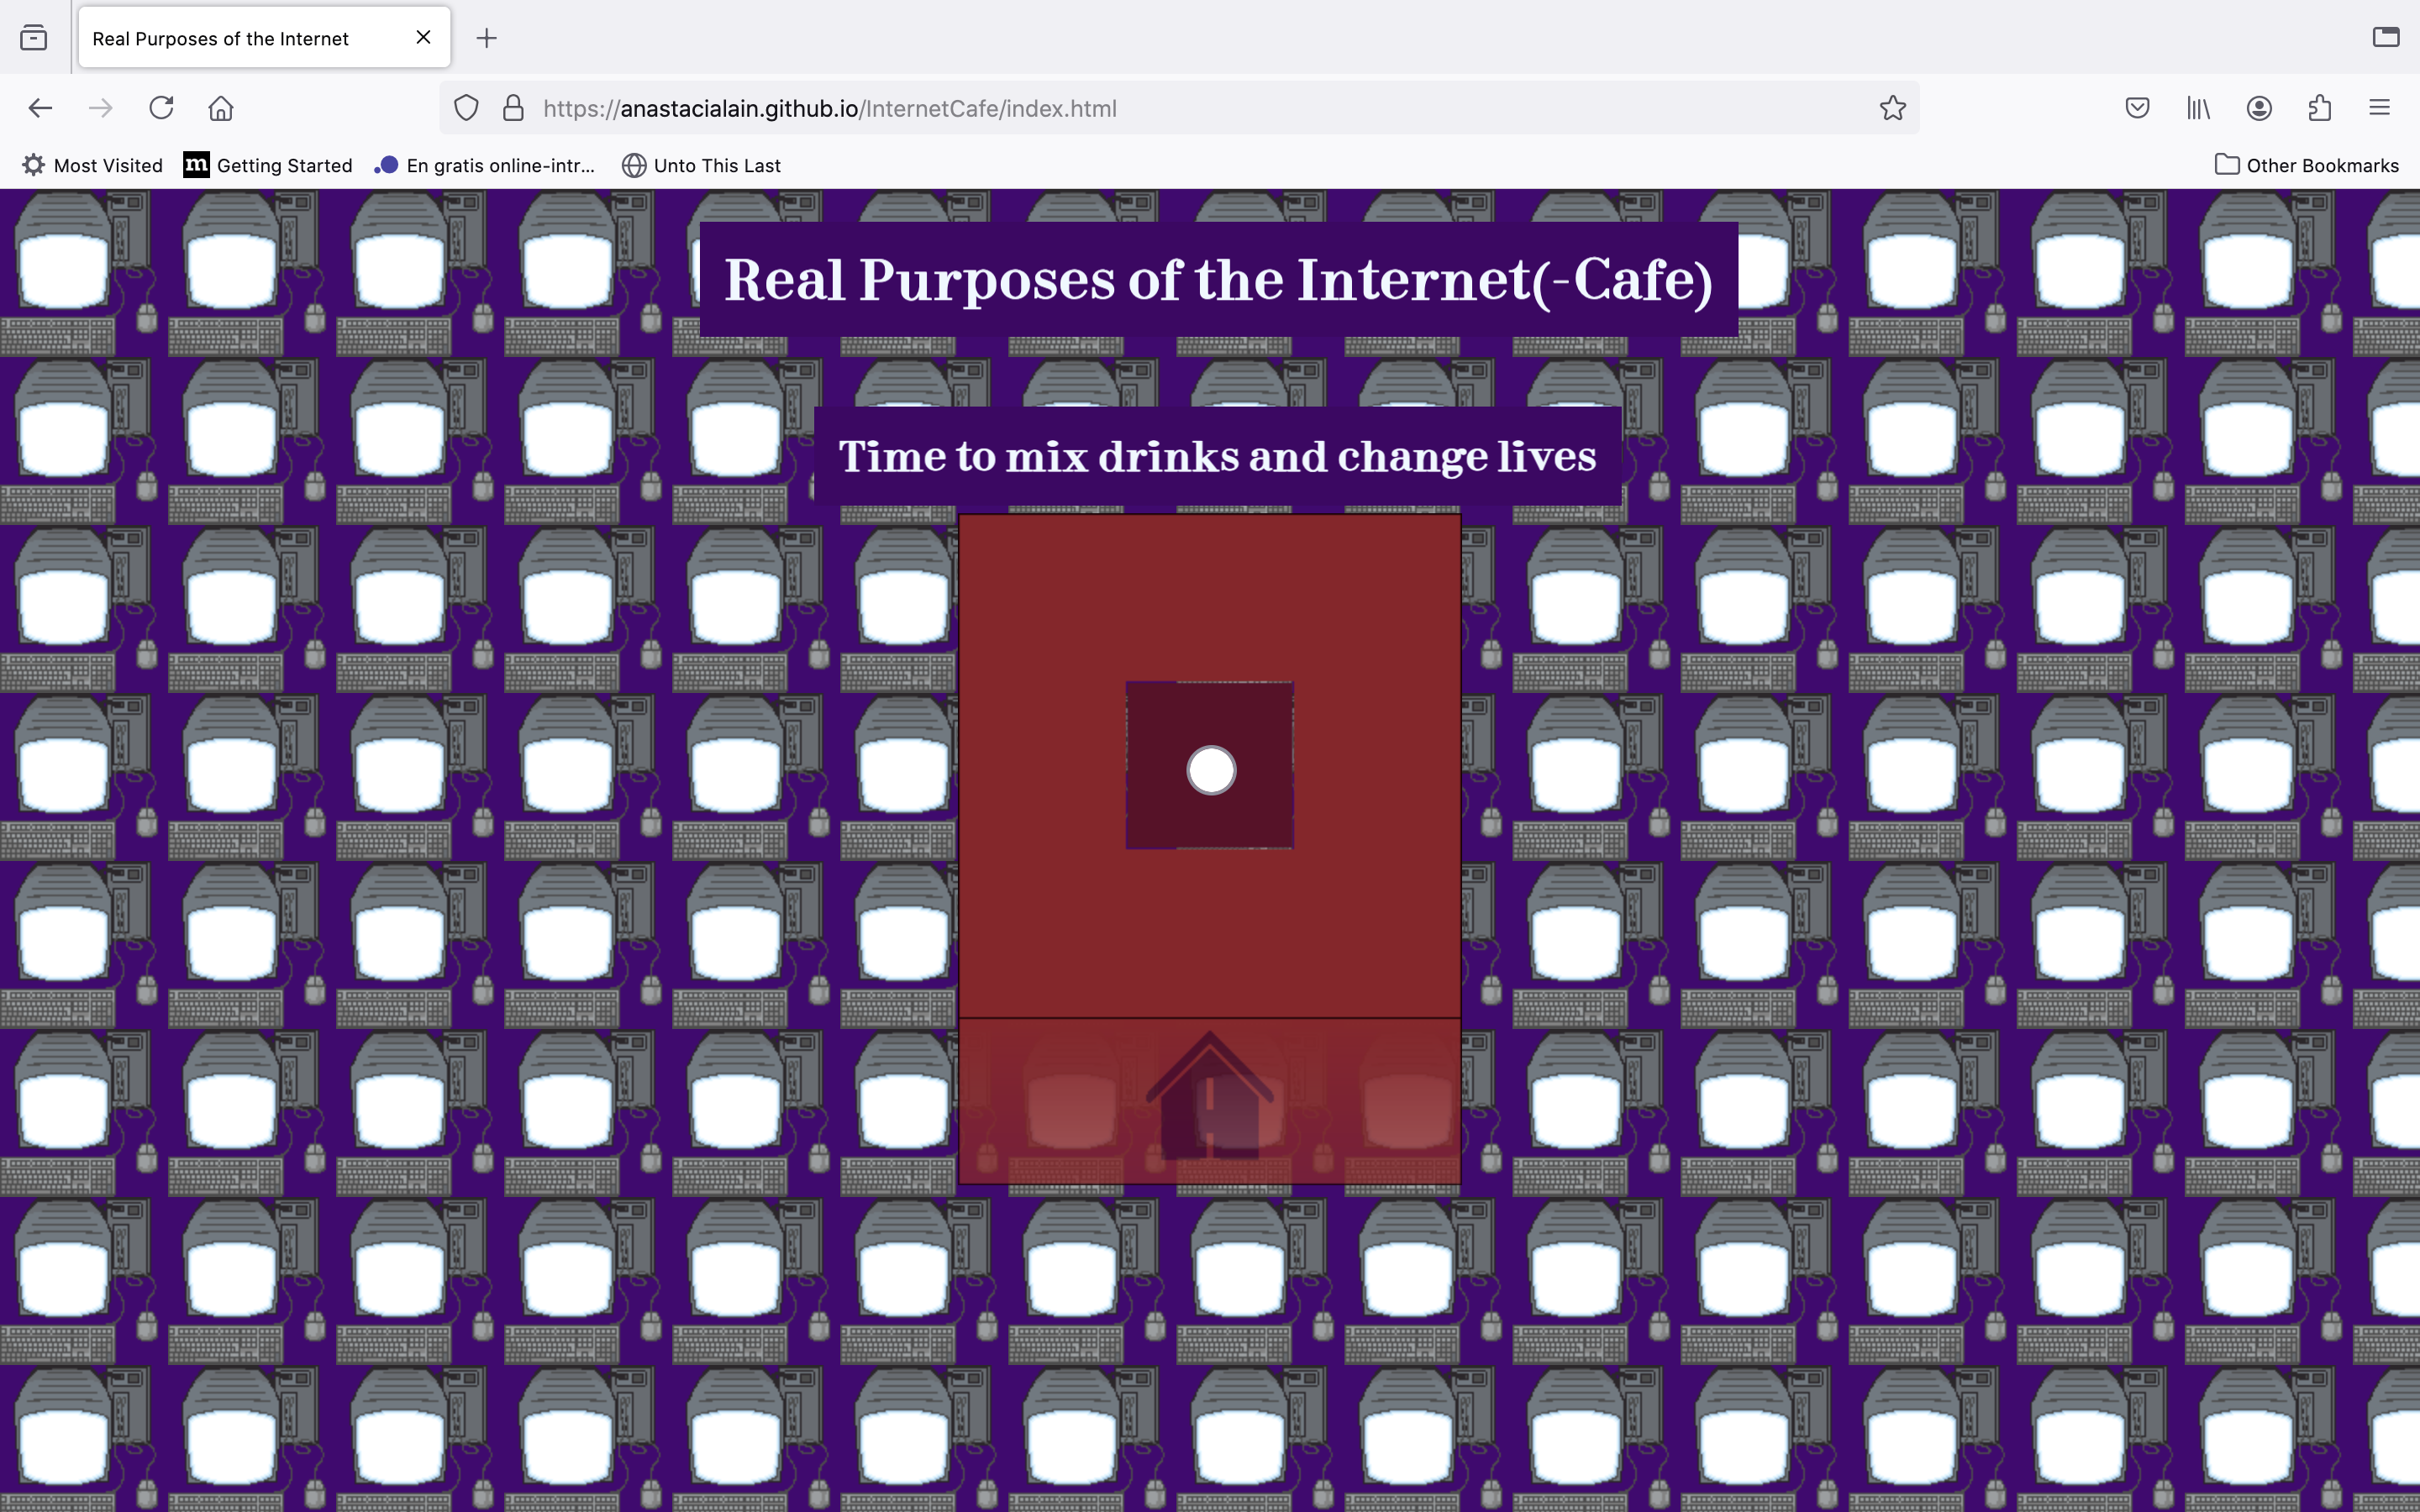 Real Purposes of the Internet
https://anastacialain.github.io/InternetCafe/index.html
Most Visited
m Getting Started
En gratis online-intr...
Unto This Last
Other Bookmarks
Real Purposes of the Internet(-Cafe)
Time to mix drinks and change lives